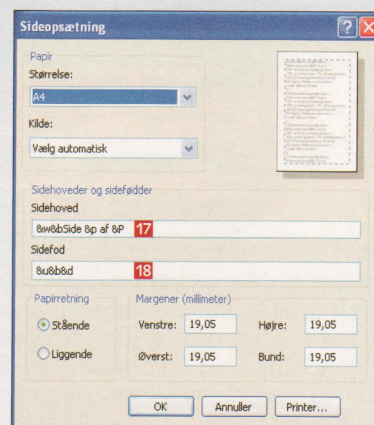 Sideopsætning
Papir
Størrelse:
A4
Kilde:
Vælg automatisk
Sidehoveder og sidefødder
Sidehoved
&w&bSide &p af &P 17
Sidefod
&u&b&d 18
Papirretning
Margener (millimeter)
Stående
Venstre: 19,05 Højre: 19,05
Liggende
Øverst: 19,05 Bund: 19,05
OK Annuller Printer...